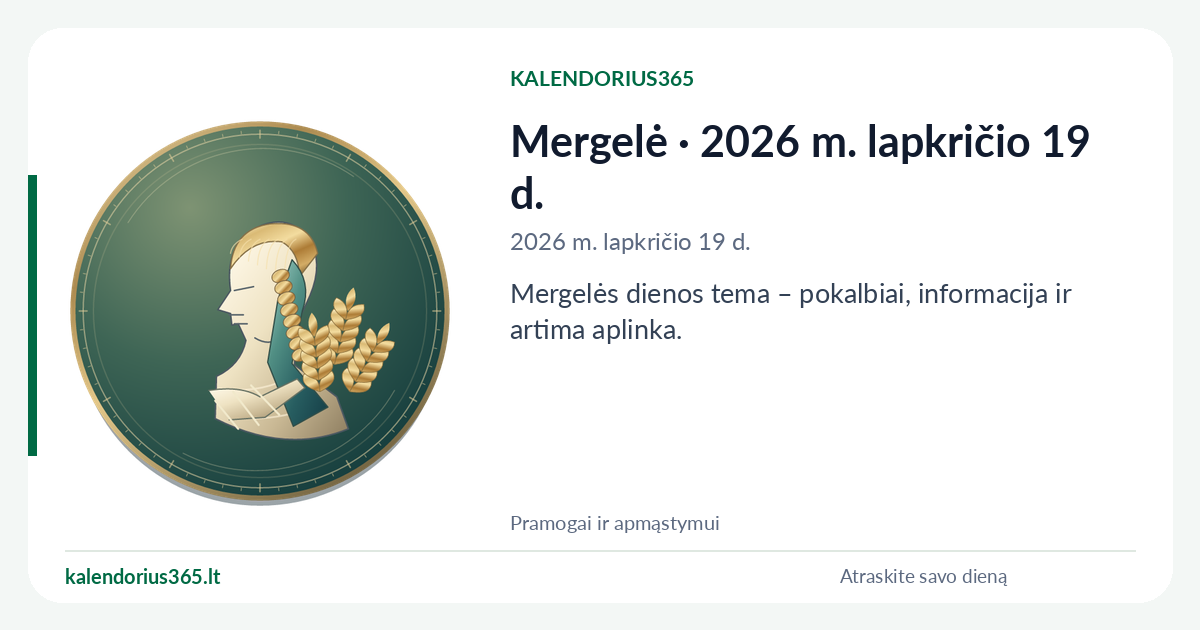 KALENDORIUS365
Mergelė · 2026 m. lapkričio 19
d.
2026 m. lapkričio 19 d.
Mergelės dienos tema – pokalbiai, informacija ir
artima aplinka.
Pramogai ir apmąstymui
kalendorius365.lt
Atraskite savo dieną